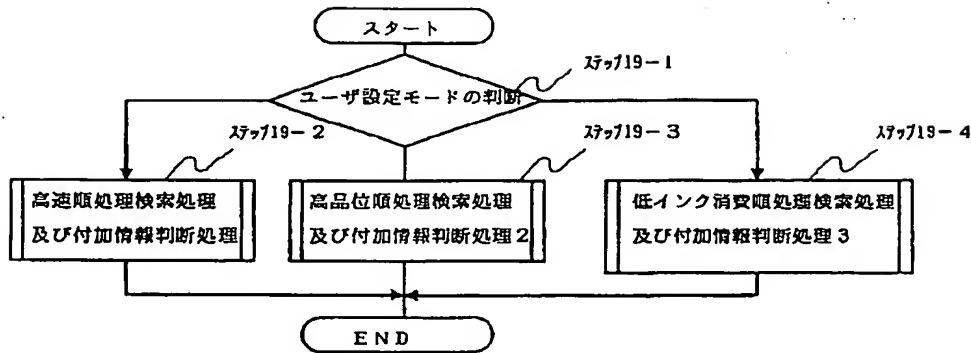 スタート
ステップ19-1
ユーザ設定モードの判断
ステップ19-2
ステップ19-3
ステップ19-4
高速順処理検索処理
及び付加情報判断処理
高品位順処理検索処理
及び付加情報判断処理2
低インク消費順処理検索処理
及び付加情報判断処理3
END